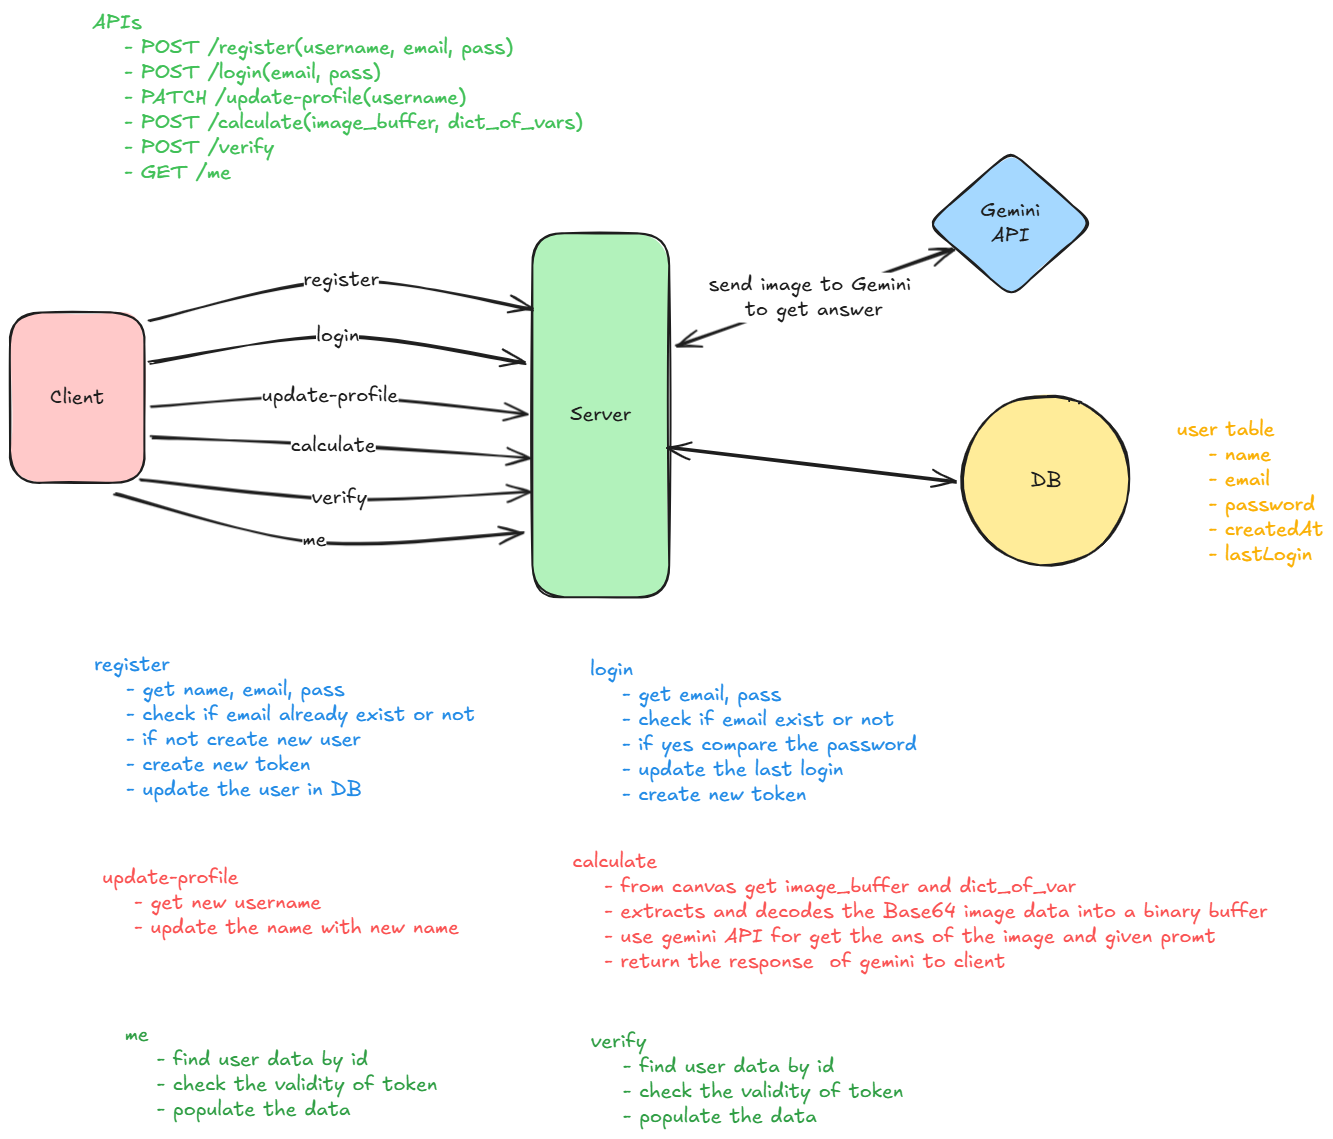 APIs
- POST /register(username, email, pass)
- POST /login(email, pass)
- PATCH /update-profile(username)
- POST /calculate(image_buffer, dict_of_vars)
- POST /verify
- GET /me
Gemini
API
send image to Gemini
to get answer
register
login
update-profile
calculate
verify
me
Client
Server
DB
user table
- name
- email
- password
- createdAt
- lastLogin
register
- get name, email, pass
- check if email already exist or not
- if not create new user
- create new token
- update the user in DB
login
- get email, pass
- check if email exist or not
- if yes compare the password
- update the last login
- create new token
update-profile
- get new username
- update the name with new name
calculate
- from canvas get image_buffer and dict_of_var
- extracts and decodes the Base64 image data into a binary buffer
- use gemini API for get the ans of the image and given promt
- return the response  of gemini to client
me
- find user data by id
- check the validity of token
- populate the data
verify
- find user data by id
- check the validity of token
- populate the data